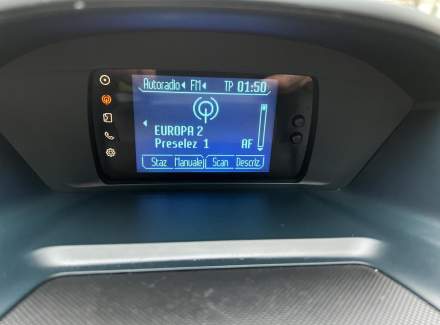 Autoradio FM TP 01:50
EUROPA 2
Preselez 1 AF
Staz Manuale Scan Descriz